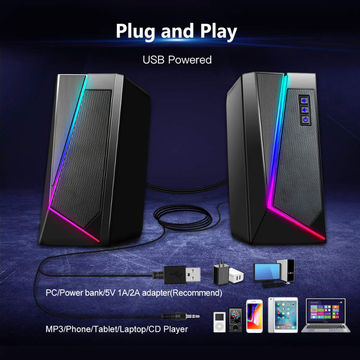 Plug and Play
USB Powered
PC/Power bank/5V 1A/2A adapter(Recommend)
MP3/Phone/Tablet/Laptop/CD Player